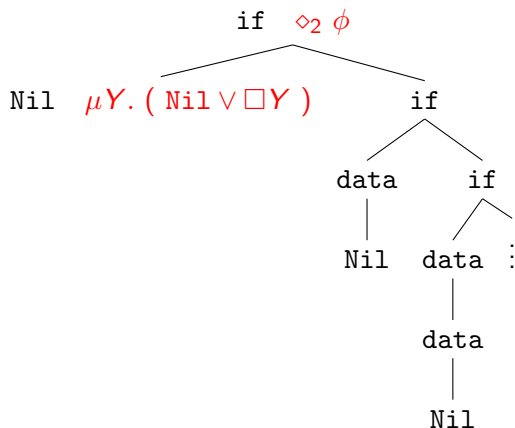 if ⋄₂ ϕ
Nil μY. ( Nil ∨ □Y ) if
data if
Nil data ⋮
data
Nil